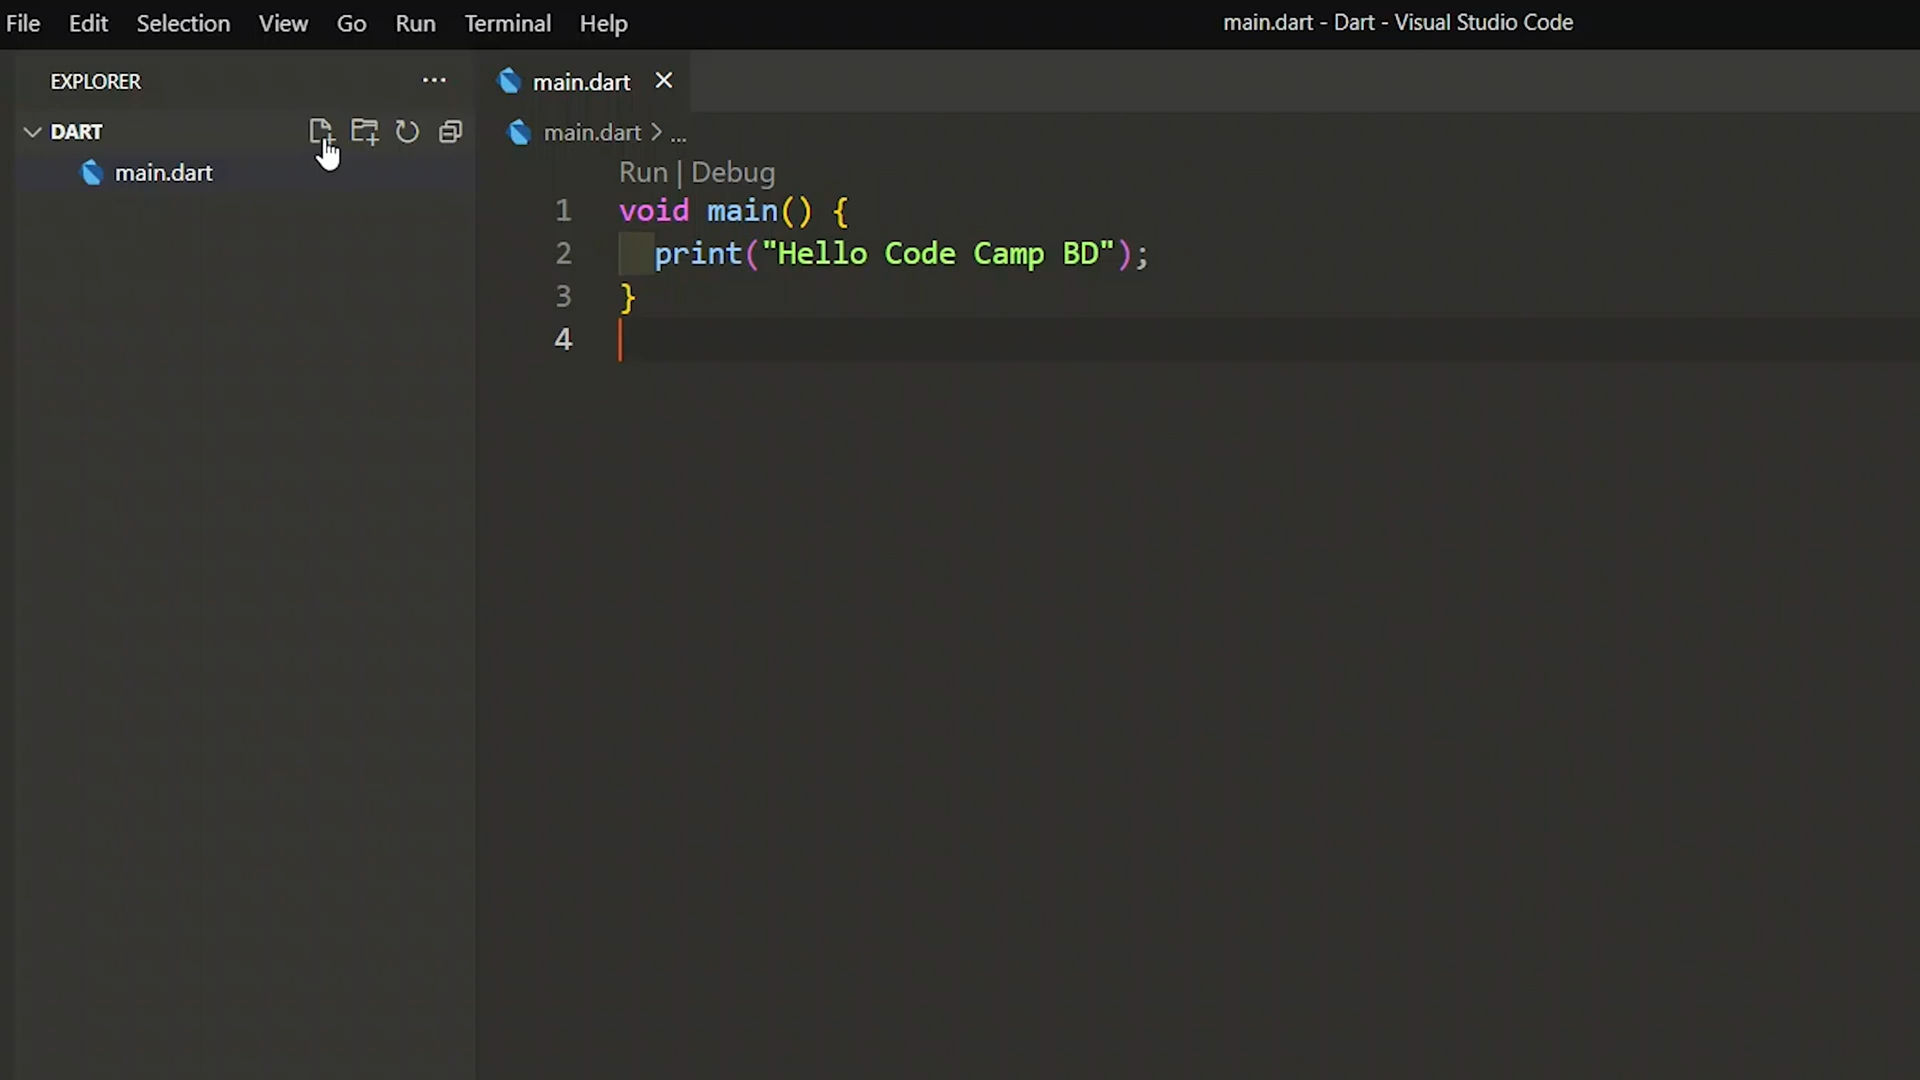 File Edit Selection View Go Run Terminal Help
main.dart - Dart - Visual Studio Code
EXPLORER ...
DART
main.dart
main.dart
main.dart > ...
Run | Debug
1 void main() {
2 print("Hello Code Camp BD");
3 }
4